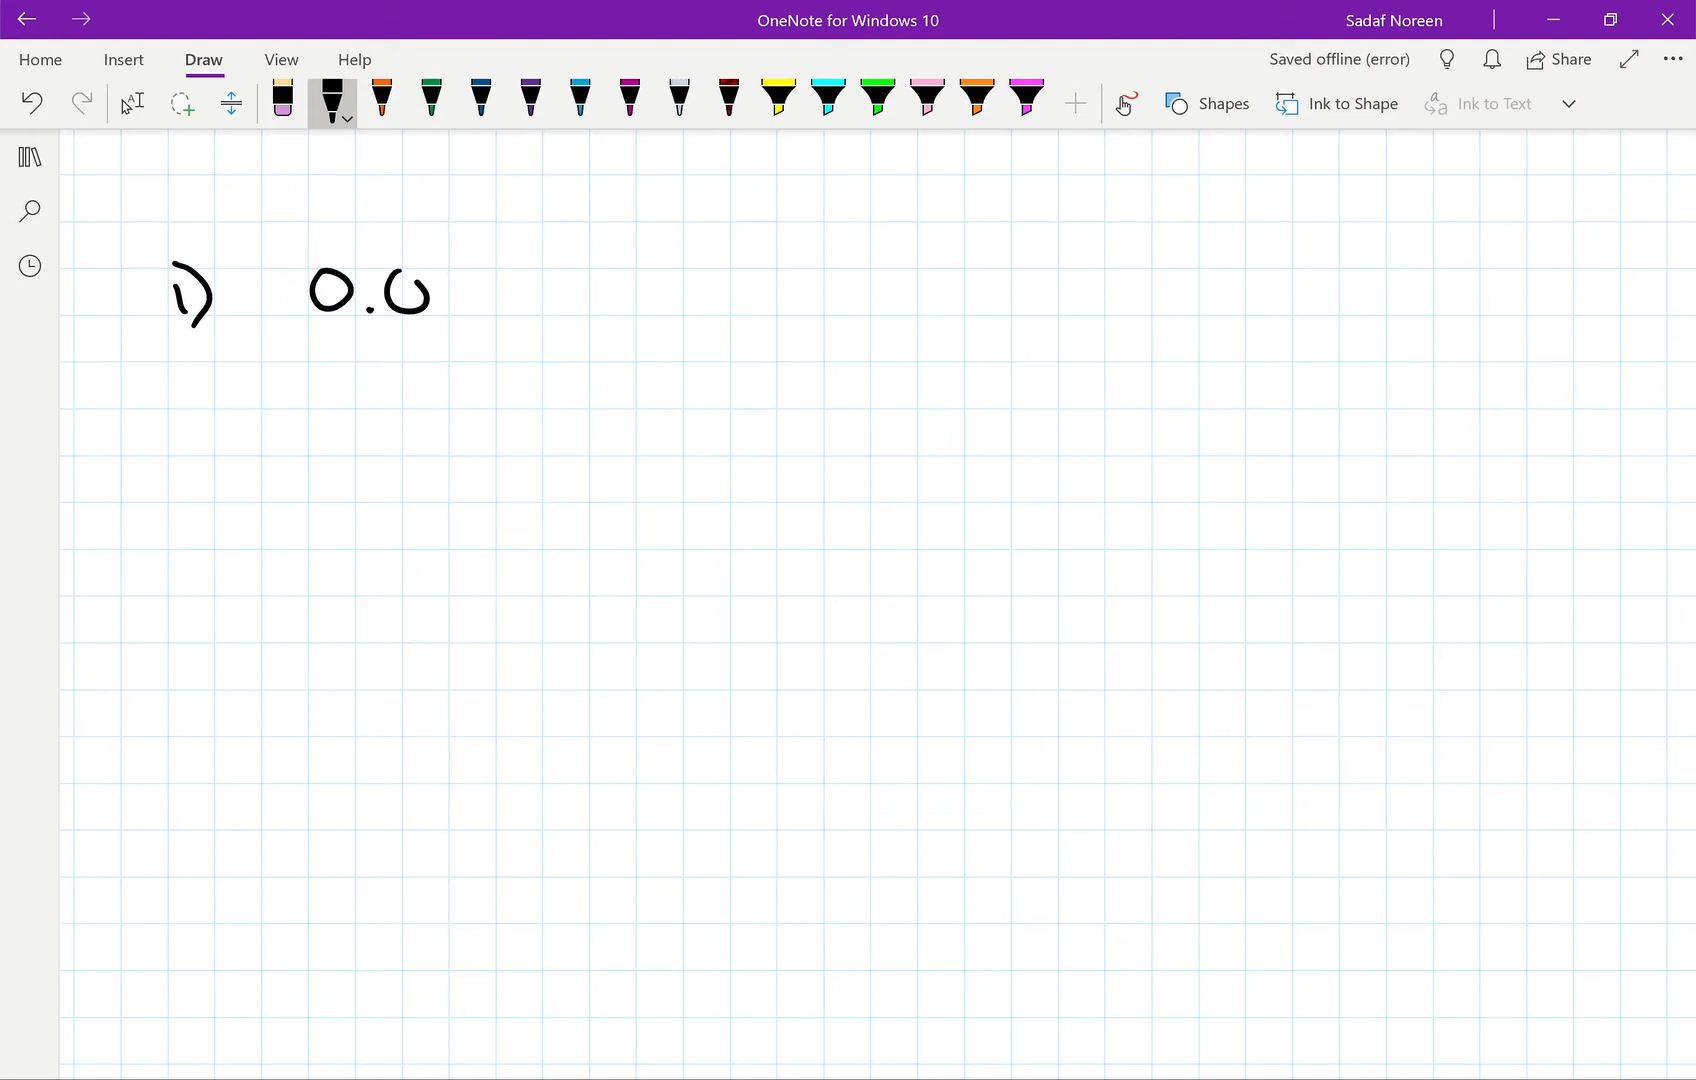 OneNote for Windows 10
Sadaf Noreen
Home Insert Draw View Help
Saved offline (error)
Share
Shapes
Ink to Shape
Ink to Text
1) 0.0